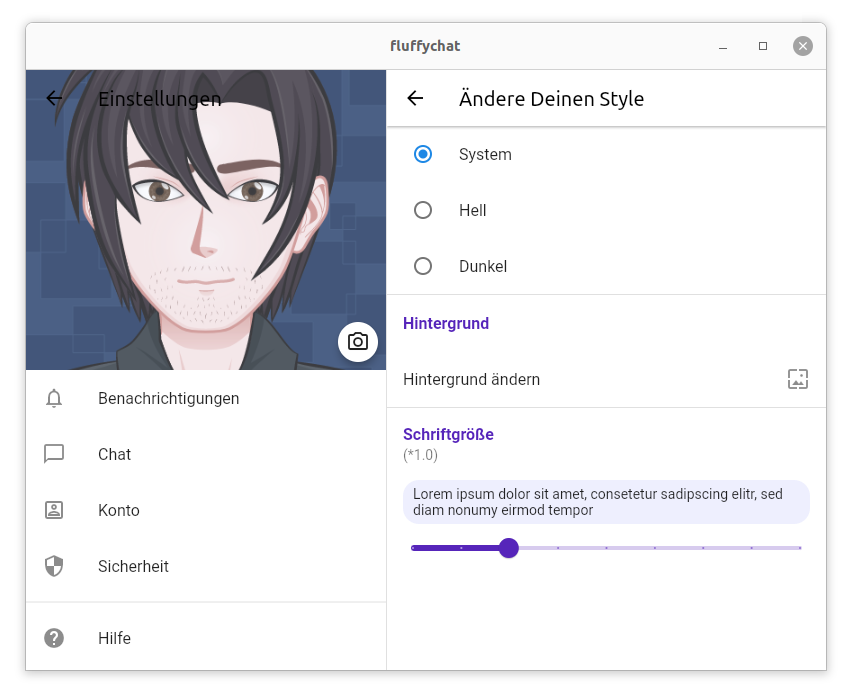 fluffychat
Einstellungen
Benachrichtigungen
Chat
Konto
Sicherheit
Hilfe
Ändere Deinen Style
System
Hell
Dunkel
Hintergrund
Hintergrund ändern
Schriftgröße
(*1.0)
Lorem ipsum dolor sit amet, consetetur sadipscing elitr, sed
diam nonumy eirmod tempor